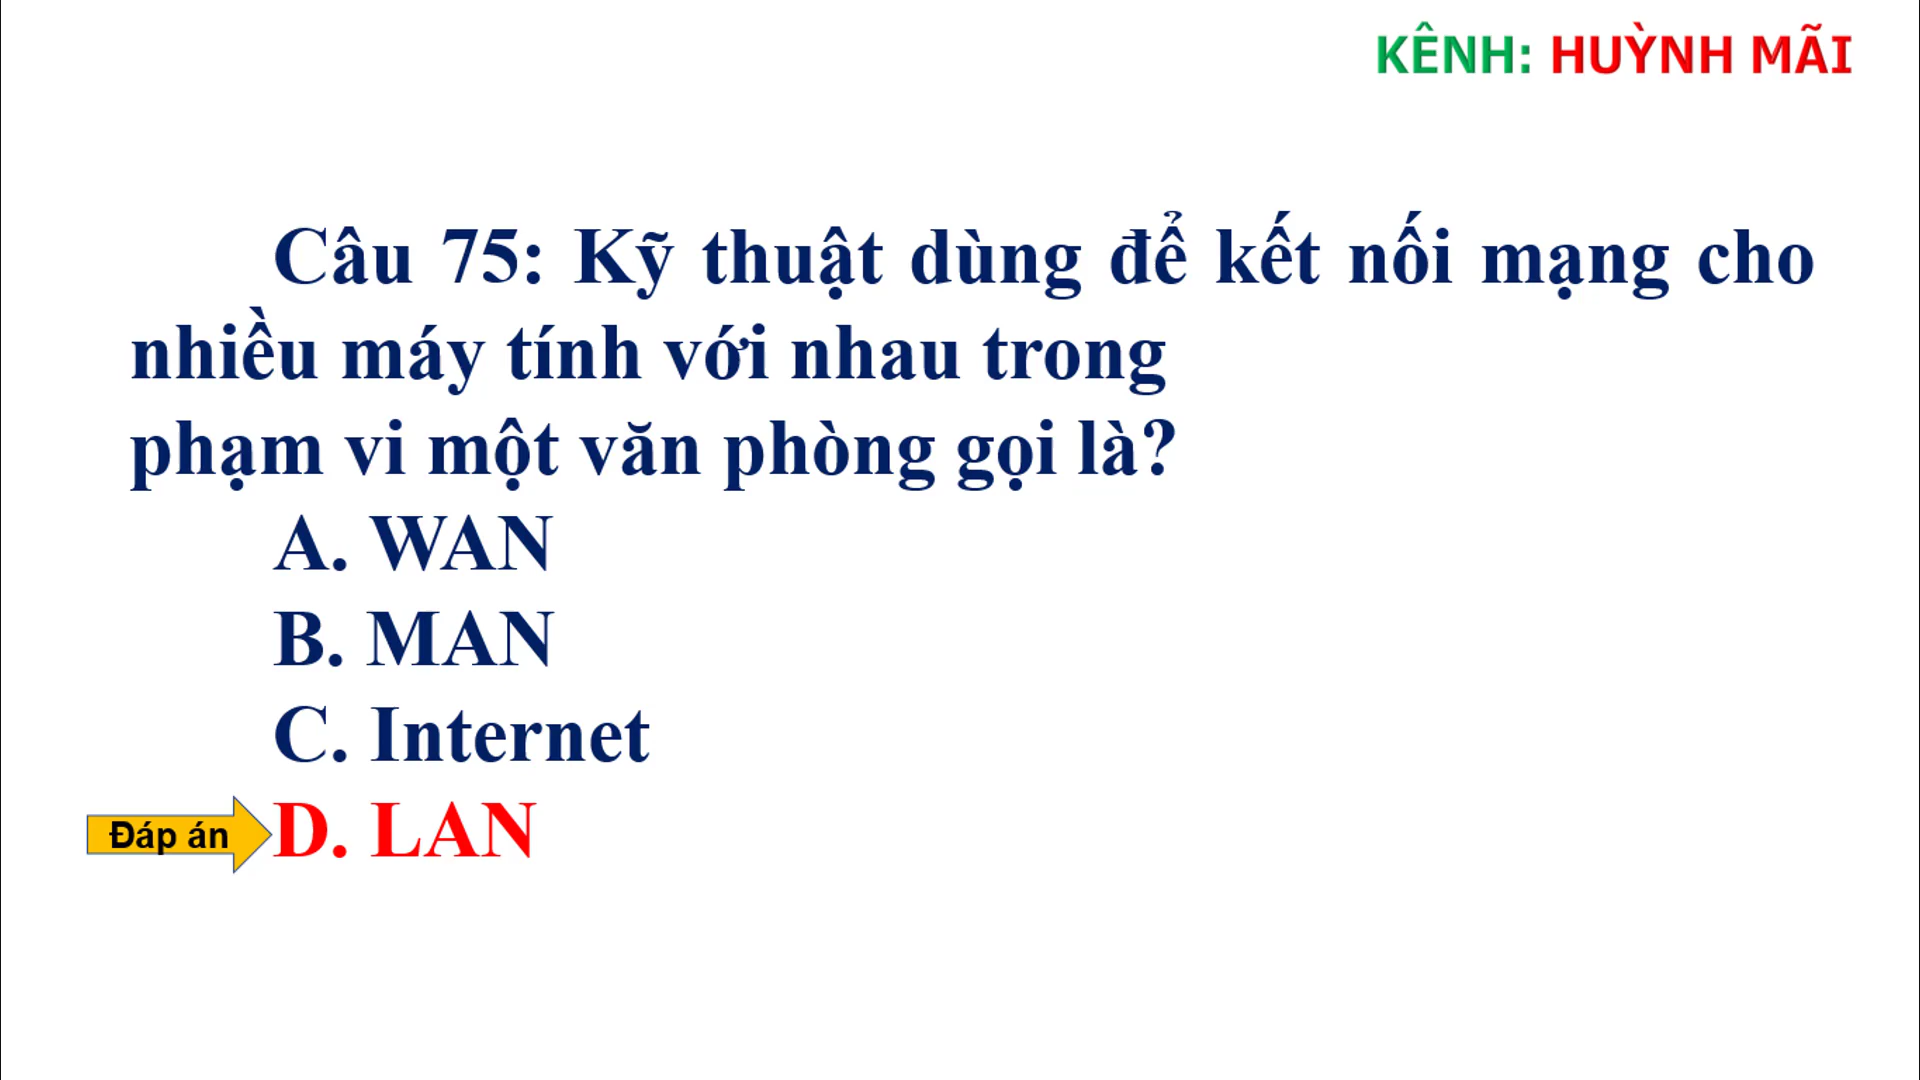 KÊNH: HUỲNH MÃI
Câu 75: Kỹ thuật dùng để kết nối mạng cho
nhiều máy tính với nhau trong
phạm vi một văn phòng gọi là?
A. WAN
B. MAN
C. Internet
Đáp án D. LAN